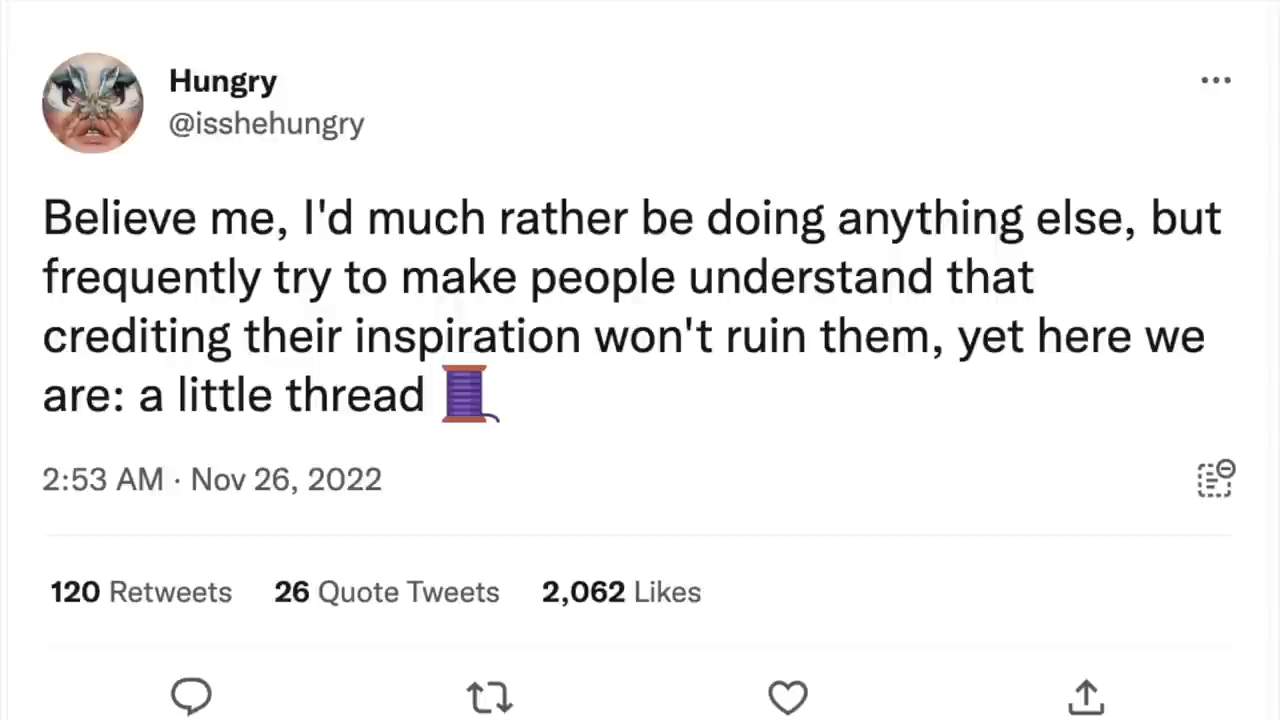 Hungry
@isshehungry
Believe me, I'd much rather be doing anything else, but
frequently try to make people understand that
crediting their inspiration won't ruin them, yet here we
are: a little thread 🧵
2:53 AM · Nov 26, 2022
120 Retweets 26 Quote Tweets 2,062 Likes